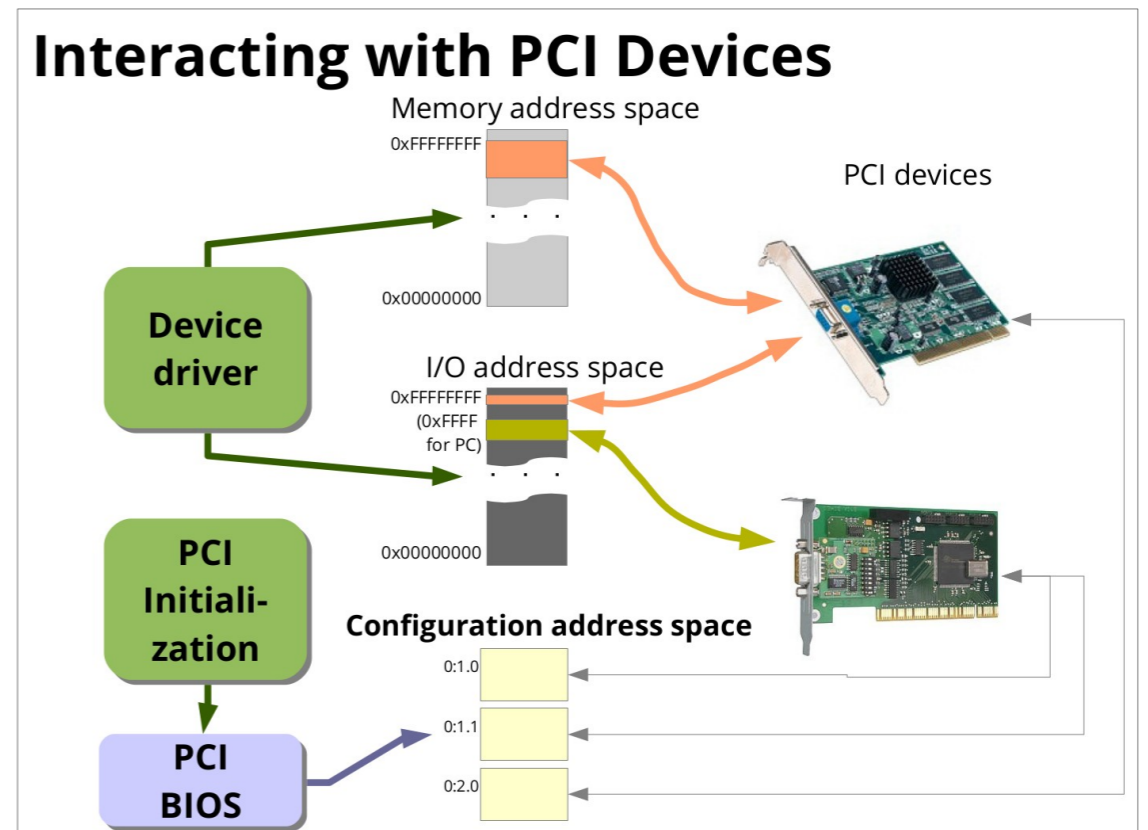 Interacting with PCI Devices
Memory address space
0xFFFFFFFF
PCI devices
. . .
0x00000000
Device
driver
I/O address space
0xFFFFFFFF
(0xFFFF
for PC)
. . .
0x00000000
PCI
Initiali-
zation
Configuration address space
0:1.0
0:1.1
0:2.0
PCI
BIOS